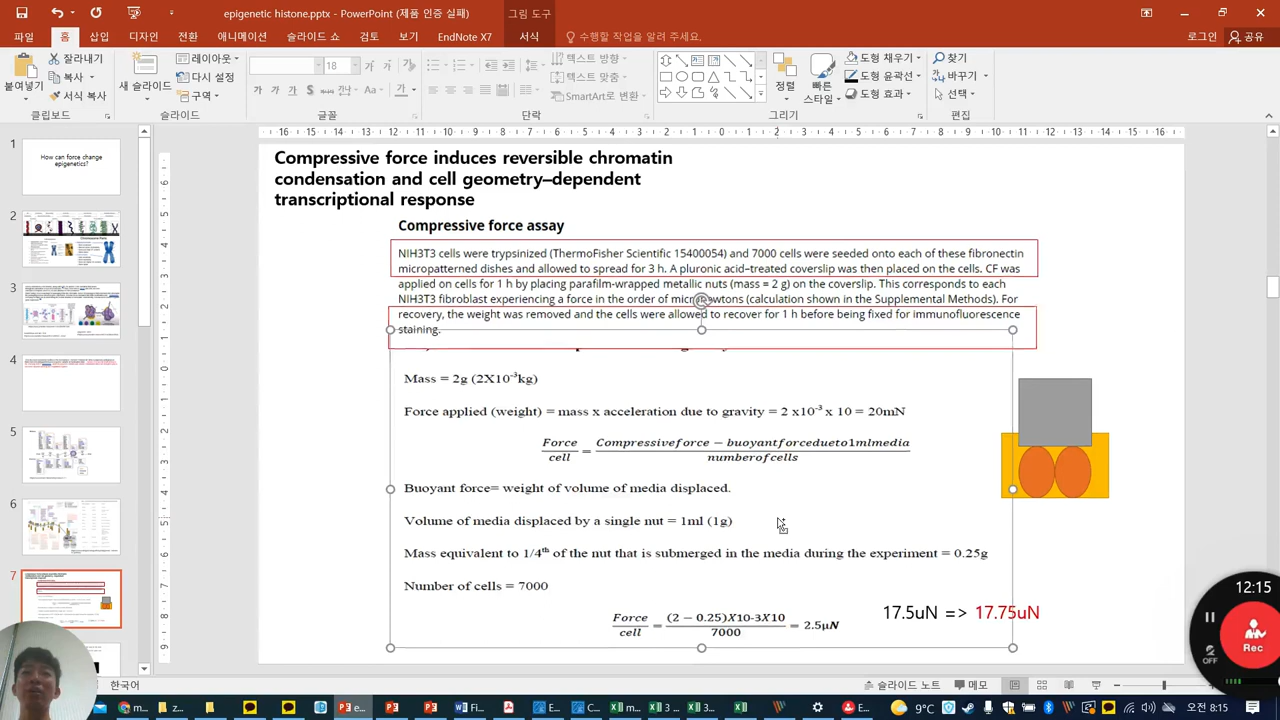 epigenetic histone.pptx - PowerPoint (제품 인증 실패)
그림 도구
파일 홈 삽입 디자인 전환 애니메이션 슬라이드 쇼 검토 보기 EndNote X7 서식 수행할 작업을 알려 주세요. 로그인 공유
붙여넣기
잘라내기
복사
서식 복사
클립보드
새 슬라이드
레이아웃
다시 설정
구역
슬라이드
18
글꼴
텍스트 방향
텍스트 맞춤
SmartArt로 변환
단락
정렬
빠른 스타일
도형 채우기
도형 윤곽선
도형 효과
그리기
찾기
바꾸기
선택
편집
1
How can force change
epigenetics?
2
3
4
5
6
7
Compressive force induces reversible chromatin
condensation and cell geometry–dependent
transcriptional response
Compressive force assay
NIH3T3 cells were trypsinized (ThermoFisher Scientific 15400054) and 7000 cells were seeded onto each of these fibronectin
micropatterned dishes and allowed to spread for 3 h. A pluronic acid–treated coverslip was then placed on the cells. CF was
applied on cells for 1 h by placing parafilm-wrapped metallic nuts (mass = 2 g) on the coverslip. This corresponds to each
NIH3T3 fibroblast experiencing a force in the order of micronewtons (calculation shown in the Supplemental Methods). For
recovery, the weight was removed and the cells were allowed to recover for 1 h before being fixed for immunofluorescence
staining.
Mass = 2g (2X10⁻³kg)
Force applied (weight) = mass x acceleration due to gravity = 2 x10⁻³ x 10 = 20mN
Force
cell
=
Compressiveforce − buoyantforcedueto1mlmedia
numberofcells
Buoyant force= weight of volume of media displaced.
Volume of media displaced by a single nut = 1ml (1g)
Mass equivalent to 1/4th of the nut that is submerged in the media during the experiment = 0.25g
Number of cells = 7000
17.5uN => 17.75uN
Force
cell
=
(2 − 0.25)X10-3X10
7000
= 2.5μN
12:15
Rec
OFF
한국어
슬라이드 노트
메모
9°C
오전 8:15